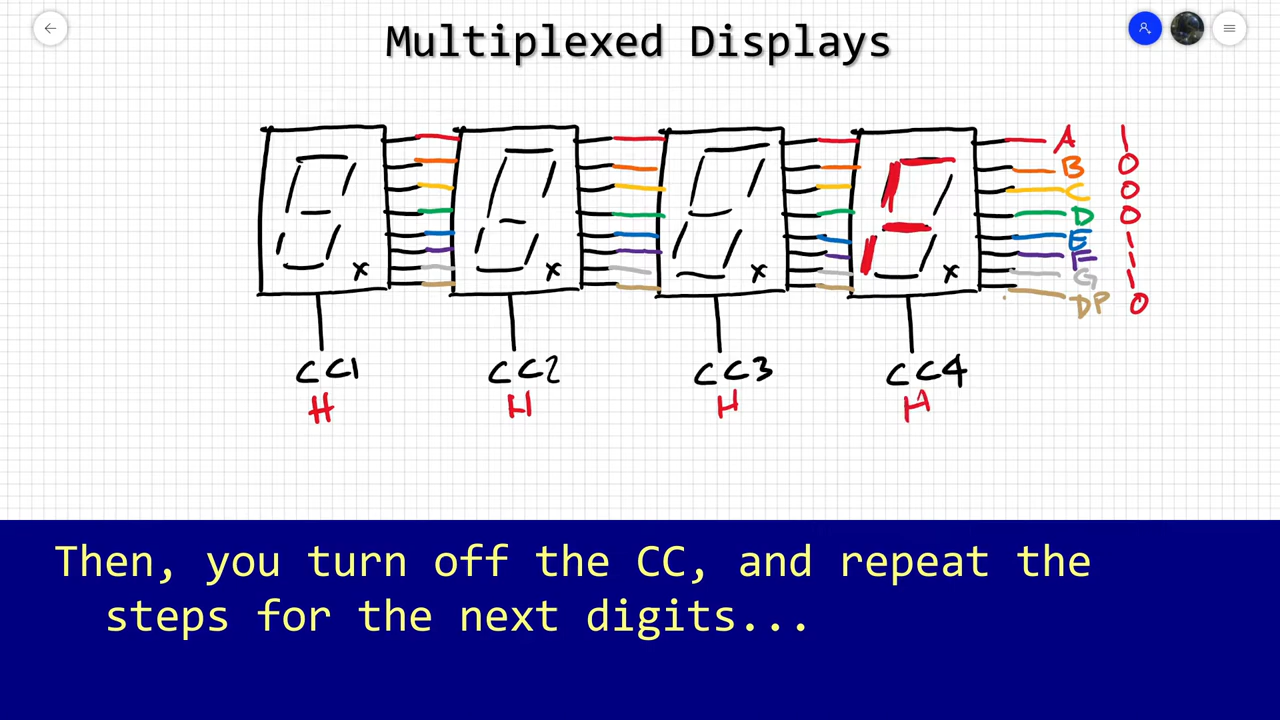 Multiplexed Displays
A 1
B 0
C 0
D 0
E 1
F 1
G 1
DP 0
x x x x
CC1 CC2 CC3 CC4
H H H H
Then, you turn off the CC, and repeat the
steps for the next digits...